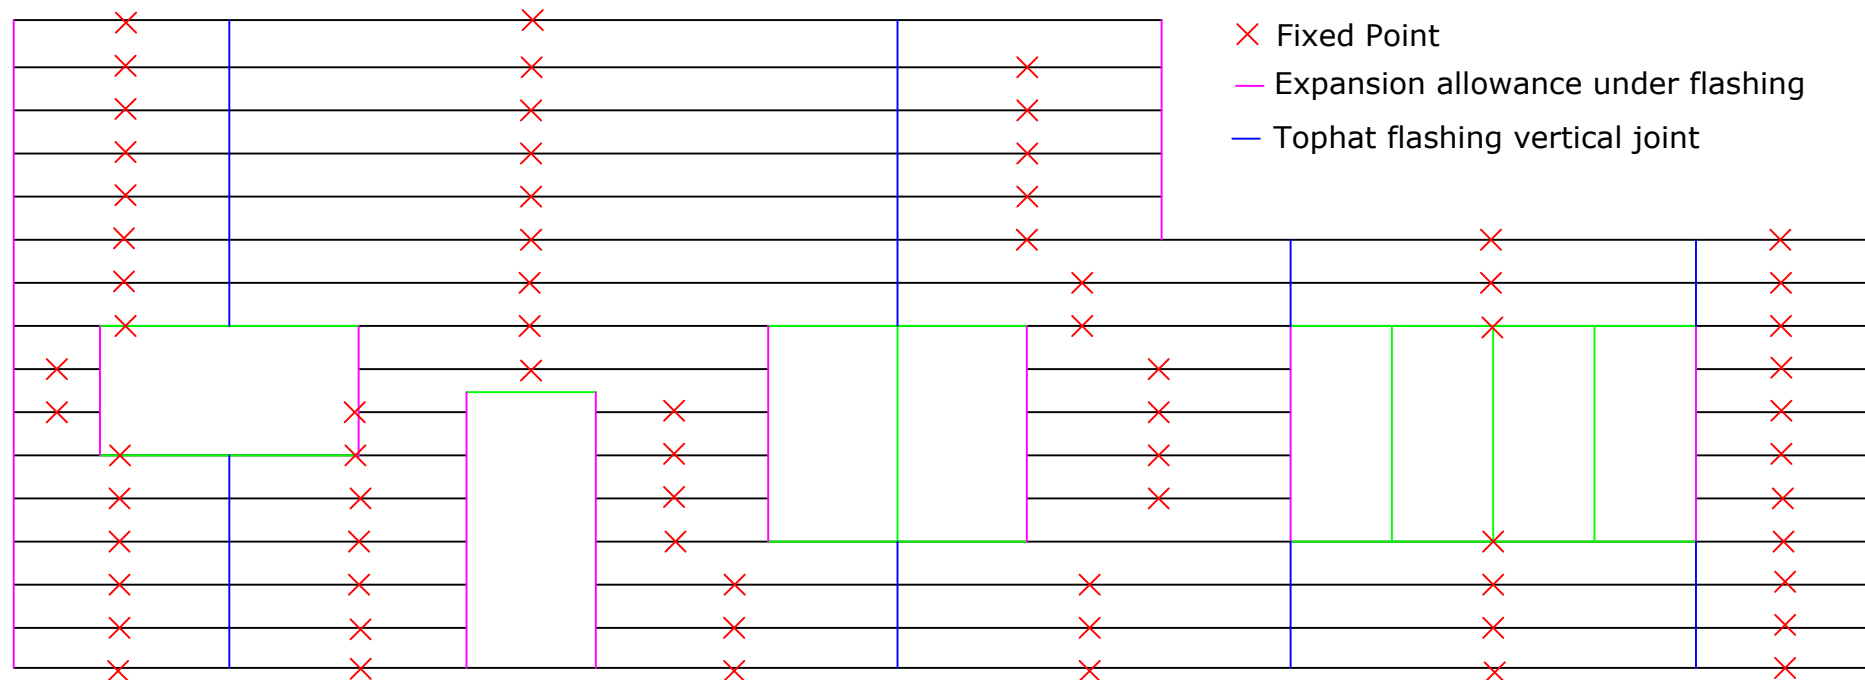 Fixed Point
Expansion allowance under flashing
Tophat flashing vertical joint